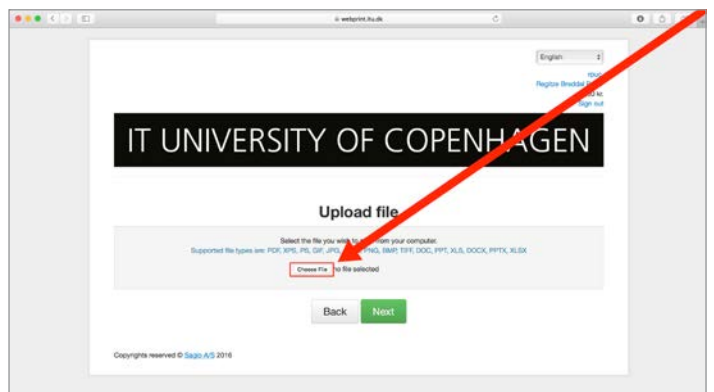 webprint.itu.dk
English
Sign out
IT UNIVERSITY OF COPENHAGEN
Upload file
Select the file you wish to from your computer.
Supported file types are: PDF, XPS, PS, GIF, JPG, PNG, BMP, TIFF, DOC, PPT, XLS, DOCX, PPTX, XLSX
Choose File no file selected
Back Next
Copyrights reserved © Sagio A/S 2016